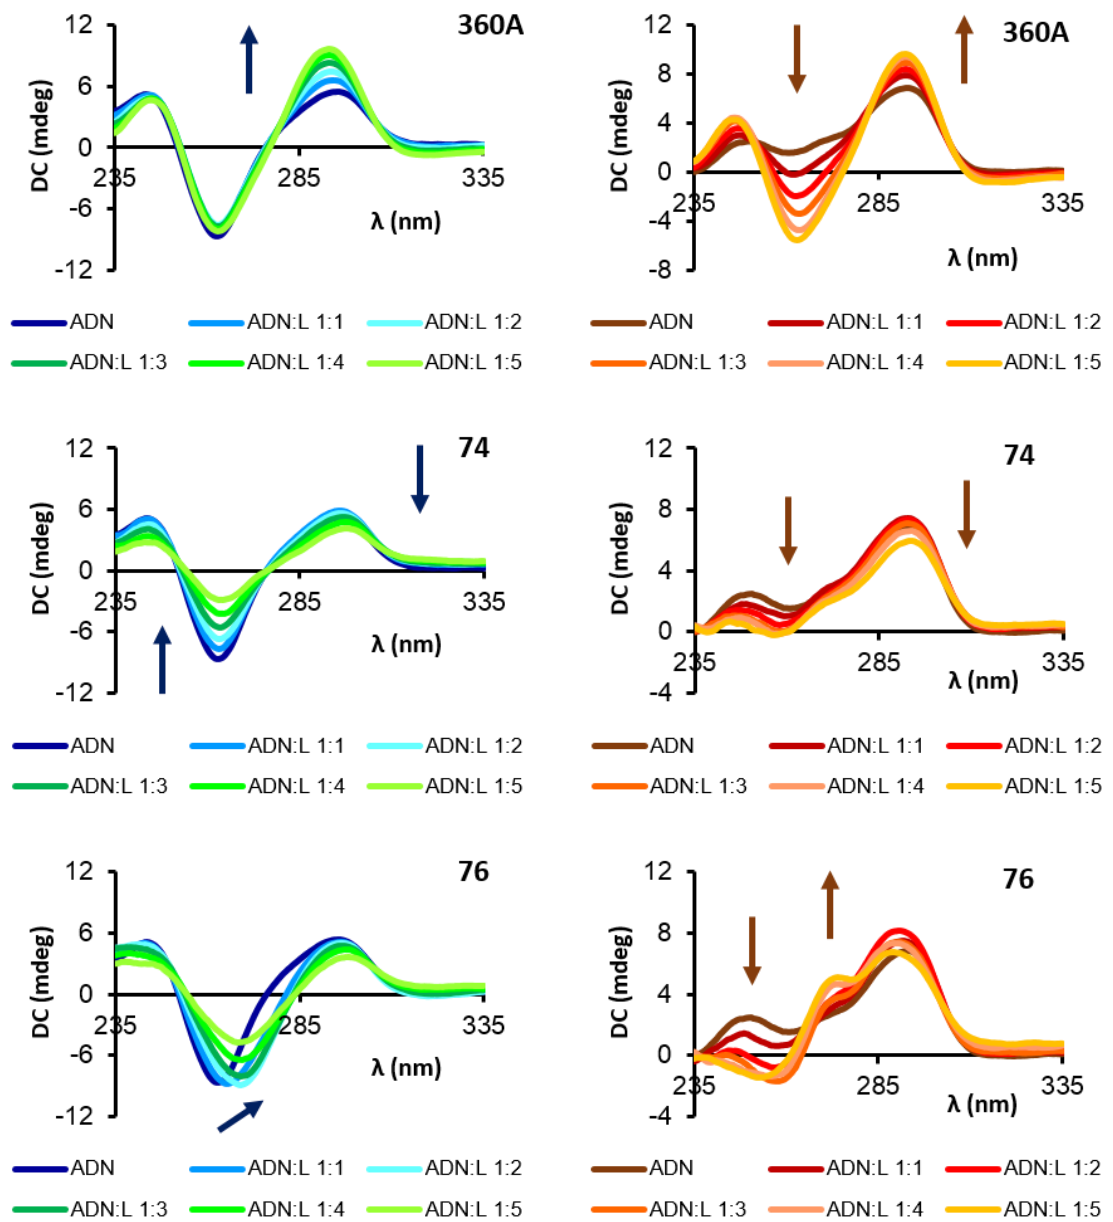 360A
12
6
0
-6
-12
235
285
335
DC (mdeg)
λ (nm)
ADN ADN:L 1:1 ADN:L 1:2
ADN:L 1:3 ADN:L 1:4 ADN:L 1:5
360A
12
8
4
0
-4
-8
235
285
335
DC (mdeg)
λ (nm)
ADN ADN:L 1:1 ADN:L 1:2
ADN:L 1:3 ADN:L 1:4 ADN:L 1:5
74
12
6
0
-6
-12
235
285
335
DC (mdeg)
λ (nm)
ADN ADN:L 1:1 ADN:L 1:2
ADN:L 1:3 ADN:L 1:4 ADN:L 1:5
74
12
8
4
0
-4
235
285
335
DC (mdeg)
λ (nm)
ADN ADN:L 1:1 ADN:L 1:2
ADN:L 1:3 ADN:L 1:4 ADN:L 1:5
76
12
6
0
-6
-12
235
285
335
DC (mdeg)
λ (nm)
ADN ADN:L 1:1 ADN:L 1:2
ADN:L 1:3 ADN:L 1:4 ADN:L 1:5
76
12
8
4
0
-4
235
285
335
DC (mdeg)
λ (nm)
ADN ADN:L 1:1 ADN:L 1:2
ADN:L 1:3 ADN:L 1:4 ADN:L 1:5